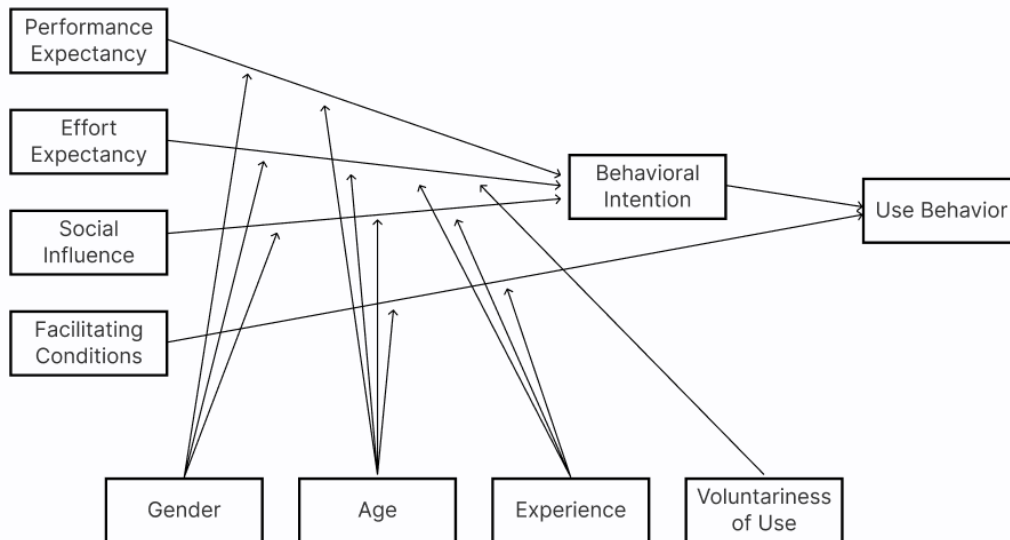 Performance
Expectancy
Effort
Expectancy
Social
Influence
Facilitating
Conditions
Behavioral
Intention
Use Behavior
Gender
Age
Experience
Voluntariness
of Use